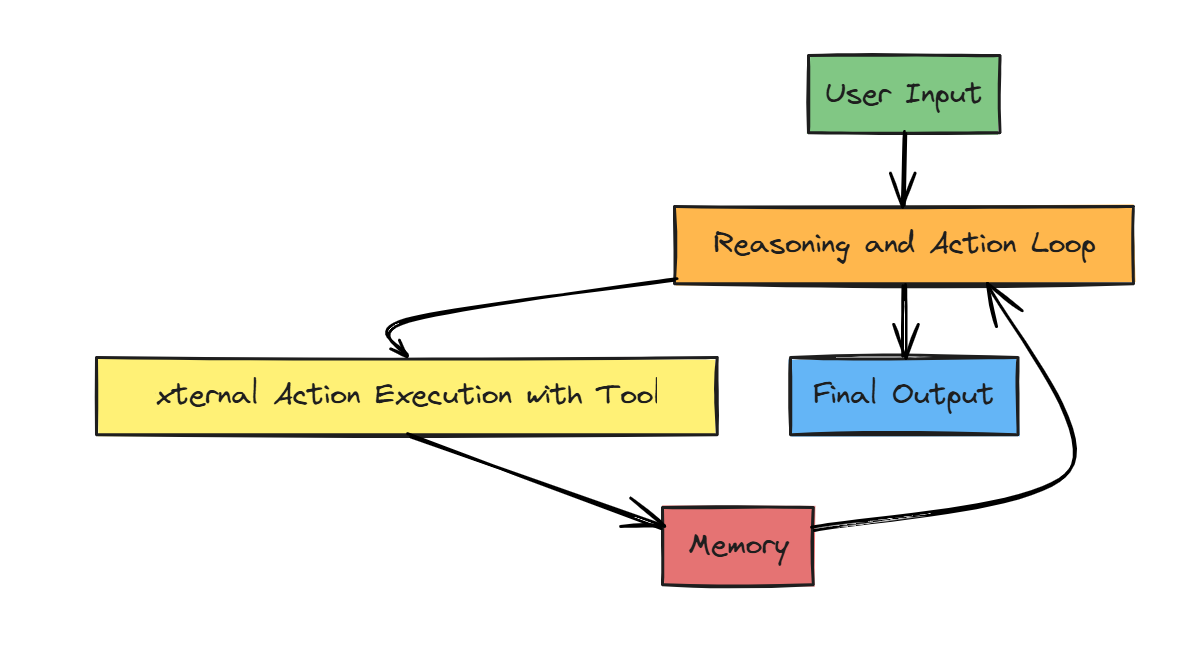 User Input
Reasoning and Action Loop
xternal Action Execution with Tool
Final Output
Memory